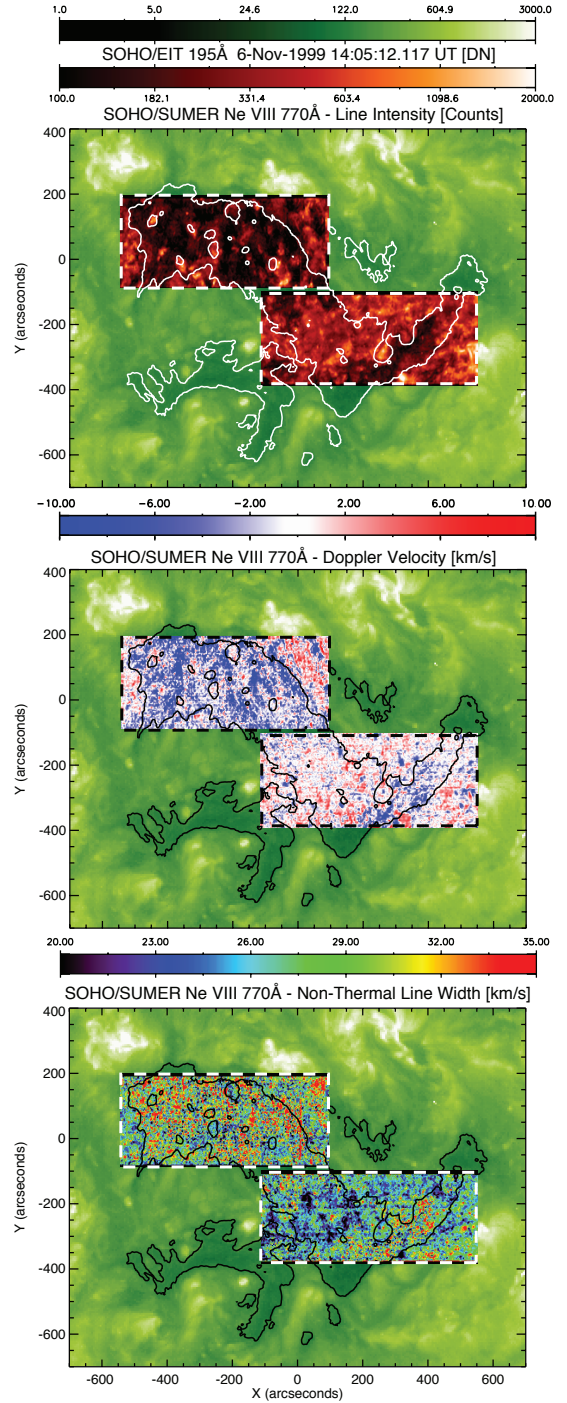 1.0 5.0 24.6 122.0 604.9 3000.0
SOHO/EIT 195Å 6-Nov-1999 14:05:12.117 UT [DN]
100.0 182.1 331.4 603.4 1098.6 2000.0
SOHO/SUMER Ne VIII 770Å - Line Intensity [Counts]
400
200
0
-200
-400
-600
Y (arcseconds)
-10.00 -6.00 -2.00 2.00 6.00 10.00
SOHO/SUMER Ne VIII 770Å - Doppler Velocity [km/s]
400
200
0
-200
-400
-600
Y (arcseconds)
20.00 23.00 26.00 29.00 32.00 35.00
SOHO/SUMER Ne VIII 770Å - Non-Thermal Line Width [km/s]
400
200
0
-200
-400
-600
Y (arcseconds)
-600 -400 -200 0 200 400 600
X (arcseconds)